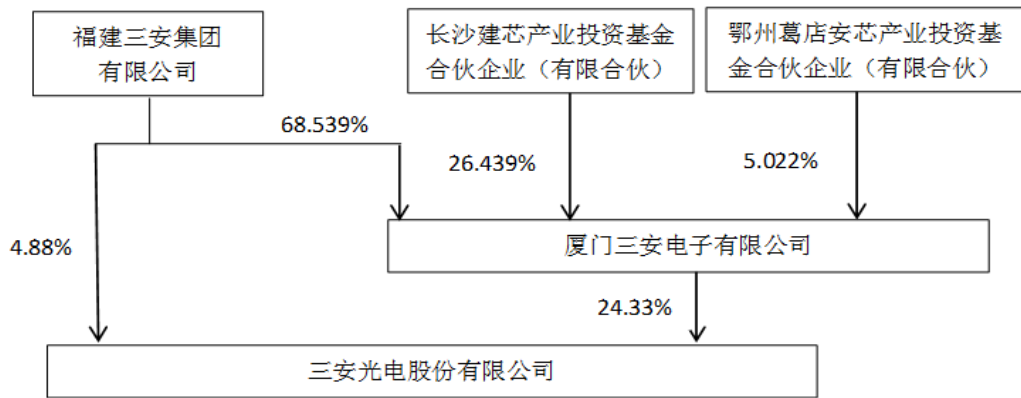 福建三安集团
有限公司
长沙建芯产业投资基金
合伙企业（有限合伙）
鄂州葛店安芯产业投资基
金合伙企业（有限合伙）
68.539%
26.439%
5.022%
4.88%
厦门三安电子有限公司
24.33%
三安光电股份有限公司